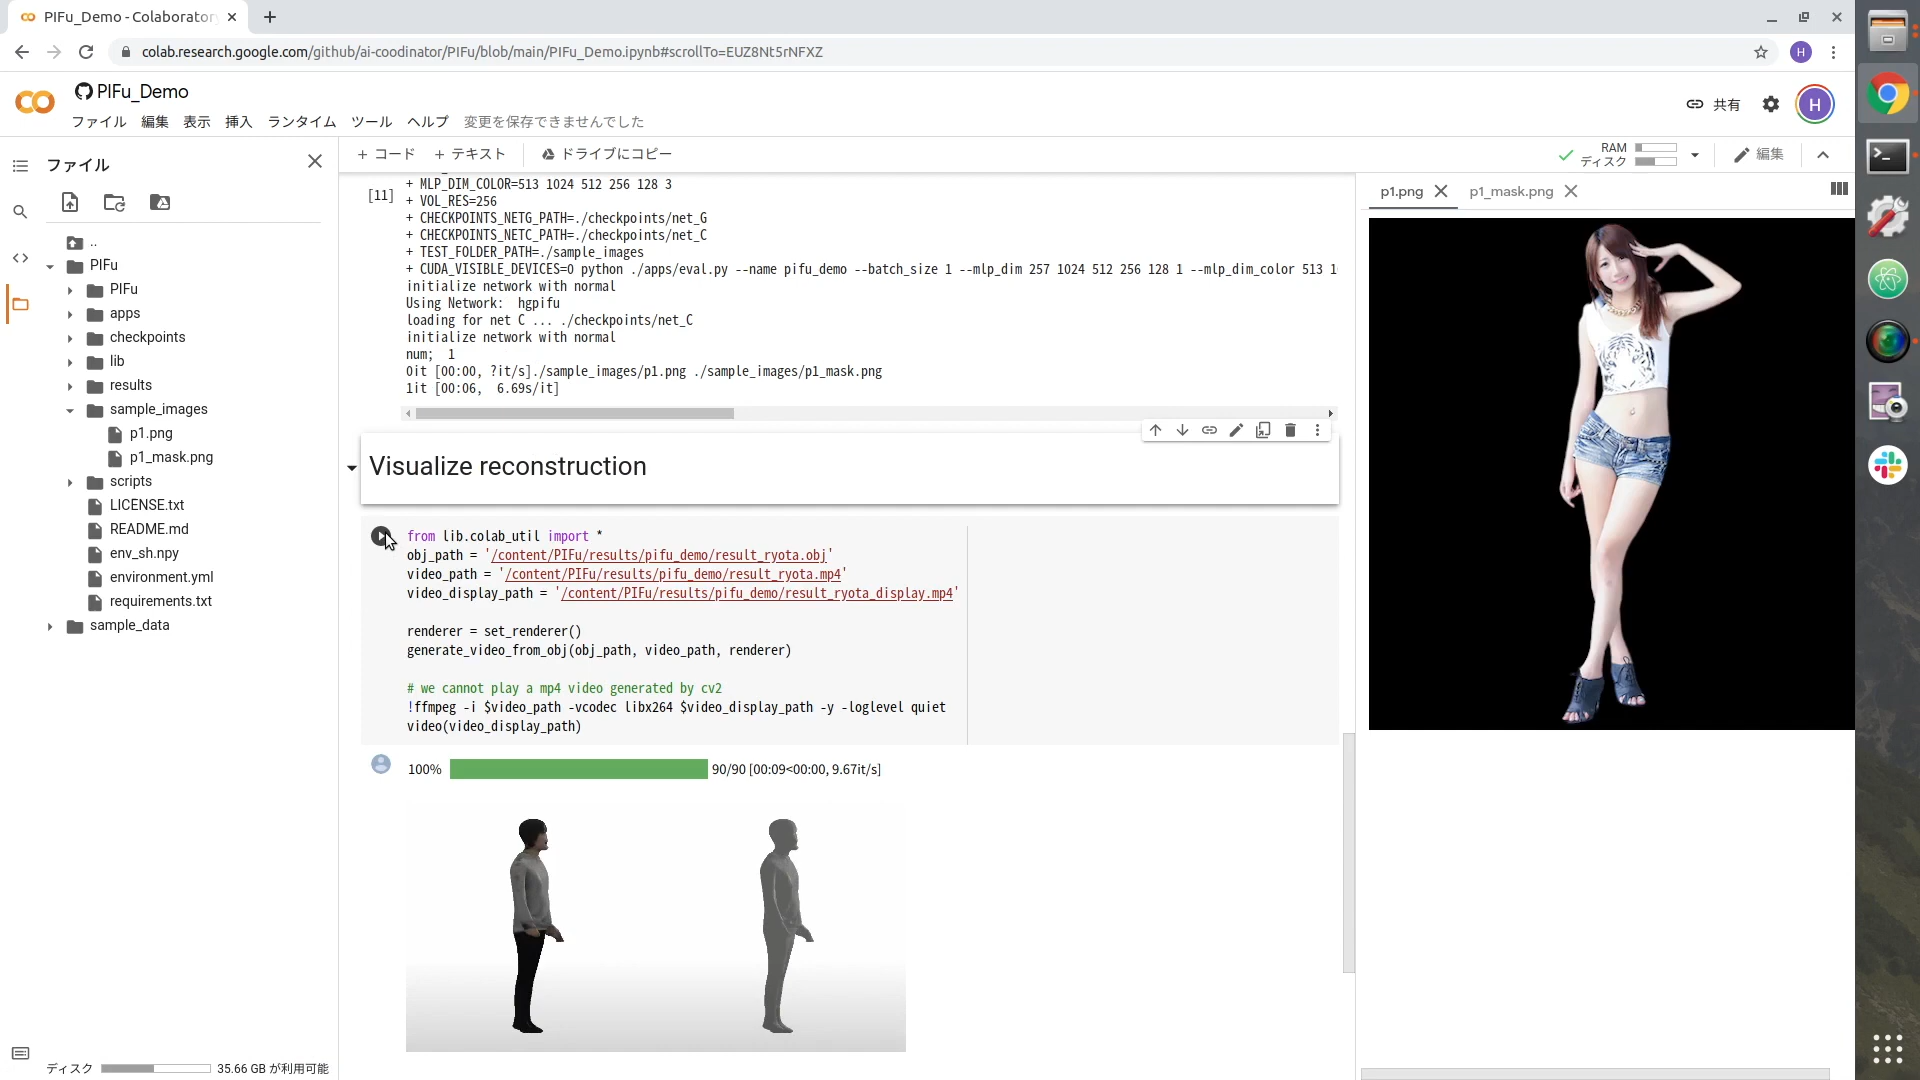 PIFu_Demo - Colaboratory
colab.research.google.com/github/ai-coodinator/PIFu/blob/main/PIFu_Demo.ipynb#scrollTo=EUZ8Nt5rNFXZ
H
PIFu_Demo
ファイル 編集 表示 挿入 ランタイム ツール ヘルプ 変更を保存できませんでした
共有
H
ファイル
+ コード + テキスト ドライブにコピー
RAM
ディスク
編集
..
PIFu
PIFu
apps
checkpoints
lib
results
sample_images
p1.png
p1_mask.png
scripts
LICENSE.txt
README.md
env_sh.npy
environment.yml
requirements.txt
sample_data
ディスク 35.66 GB が利用可能
[11]
+ MLP_DIM_COLOR=513 1024 512 256 128 3
+ VOL_RES=256
+ CHECKPOINTS_NETG_PATH=./checkpoints/net_G
+ CHECKPOINTS_NETC_PATH=./checkpoints/net_C
+ TEST_FOLDER_PATH=./sample_images
+ CUDA_VISIBLE_DEVICES=0 python ./apps/eval.py --name pifu_demo --batch_size 1 --mlp_dim 257 1024 512 256 128 1 --mlp_dim_color 513 1
initialize network with normal
Using Network:  hgpifu
loading for net C ... ./checkpoints/net_C
initialize network with normal
num;  1
0it [00:00, ?it/s]./sample_images/p1.png ./sample_images/p1_mask.png
1it [00:06,  6.69s/it]
Visualize reconstruction
from lib.colab_util import *
obj_path = '/content/PIFu/results/pifu_demo/result_ryota.obj'
video_path = '/content/PIFu/results/pifu_demo/result_ryota.mp4'
video_display_path = '/content/PIFu/results/pifu_demo/result_ryota_display.mp4'
renderer = set_renderer()
generate_video_from_obj(obj_path, video_path, renderer)
# we cannot play a mp4 video generated by cv2
!ffmpeg -i $video_path -vcodec libx264 $video_display_path -y -loglevel quiet
video(video_display_path)
100% 90/90 [00:09<00:00, 9.67it/s]
p1.png
p1_mask.png